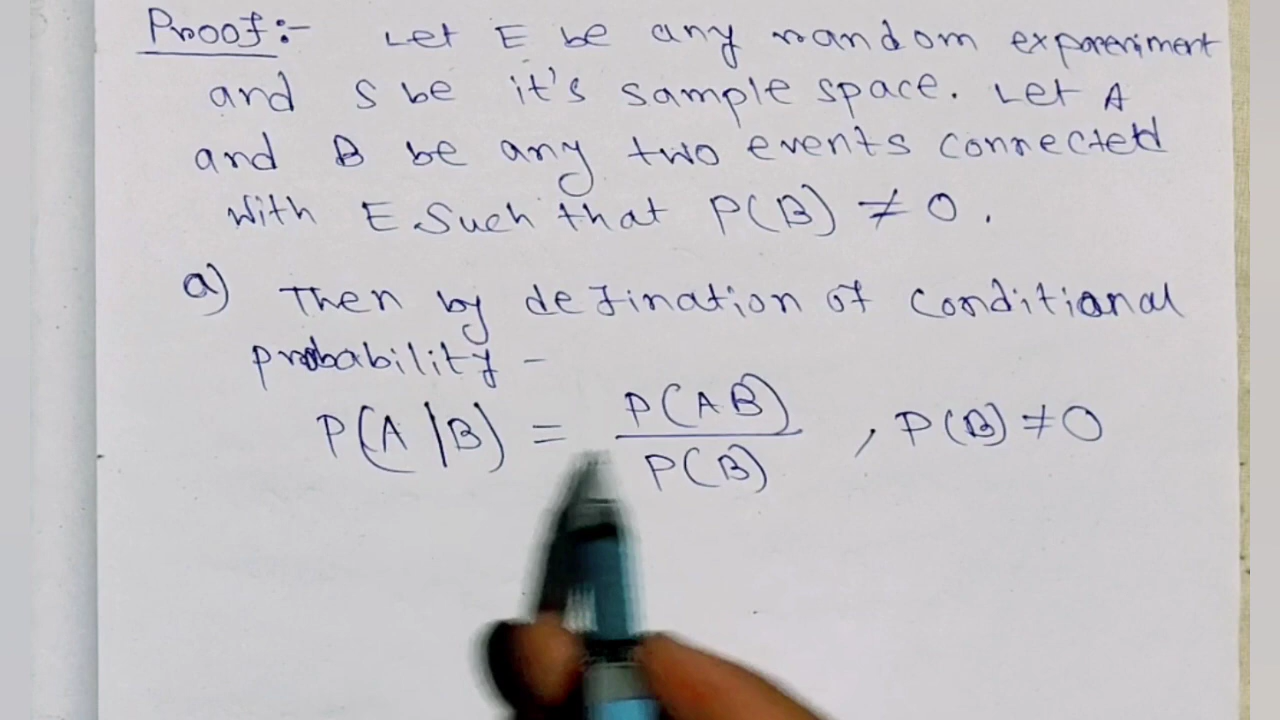 Proof:- Let E be any random exporeriment
and S be it's sample space. Let A
and B be any two events connected
with E such that P(B) ≠ 0.
a) Then by defination of conditional
probability -
P(A|B) = P(AB) / P(B) , P(B) ≠ 0